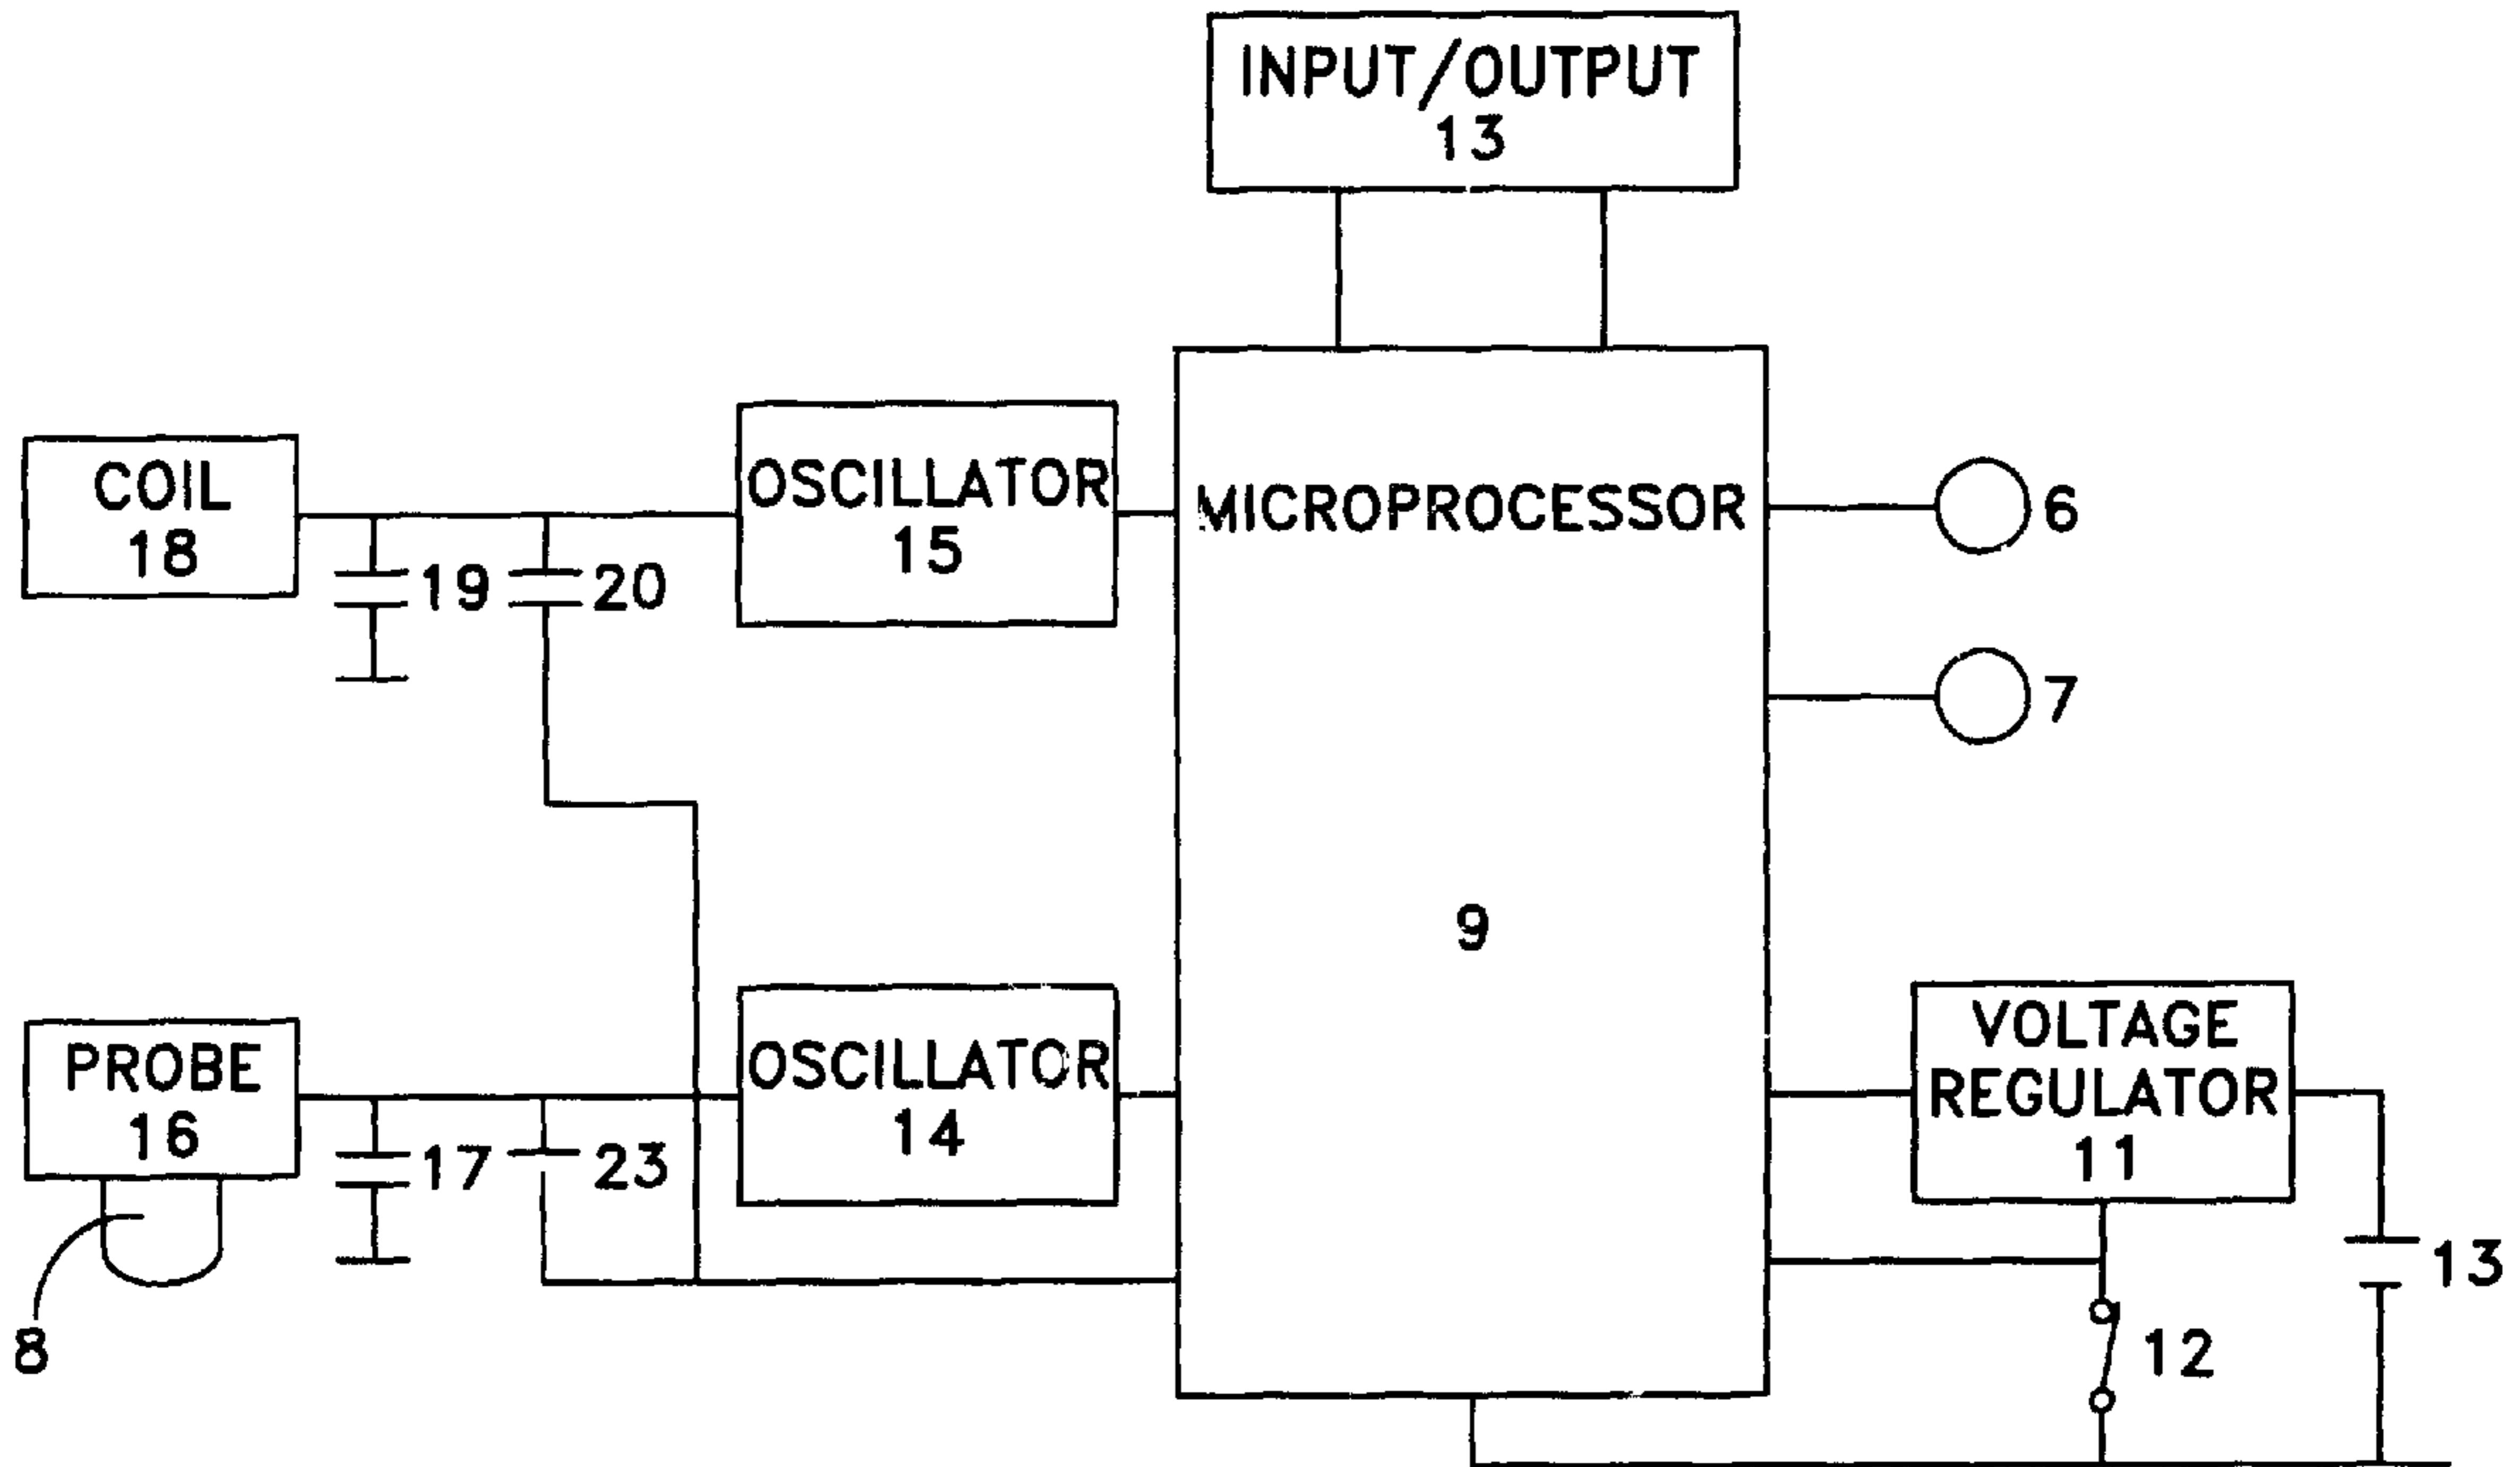 INPUT/OUTPUT
13
COIL
18
19
20
OSCILLATOR
15
MICROPROCESSOR
9
6
7
PROBE
16
8
17
23
OSCILLATOR
14
VOLTAGE
REGULATOR
11
13
12